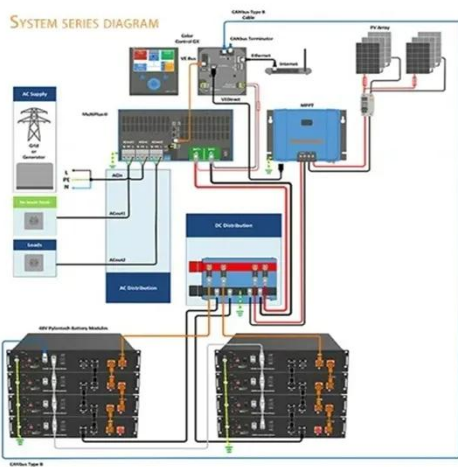 SYSTEM SERIES DIAGRAM
CANbus Type B
Cable
Color
Control GX
CANbus Terminator
VE Bus
Ethernet
Internet
PV Array
AC Supply
Grid
or
Generator
MultiPlus-II
VE Direct
MPPT
L
PE
N
ACin
ACout1
Loads
ACout2
DC Distribution
AC Distribution
48V Pylontech Battery Modules
CANbus Type B